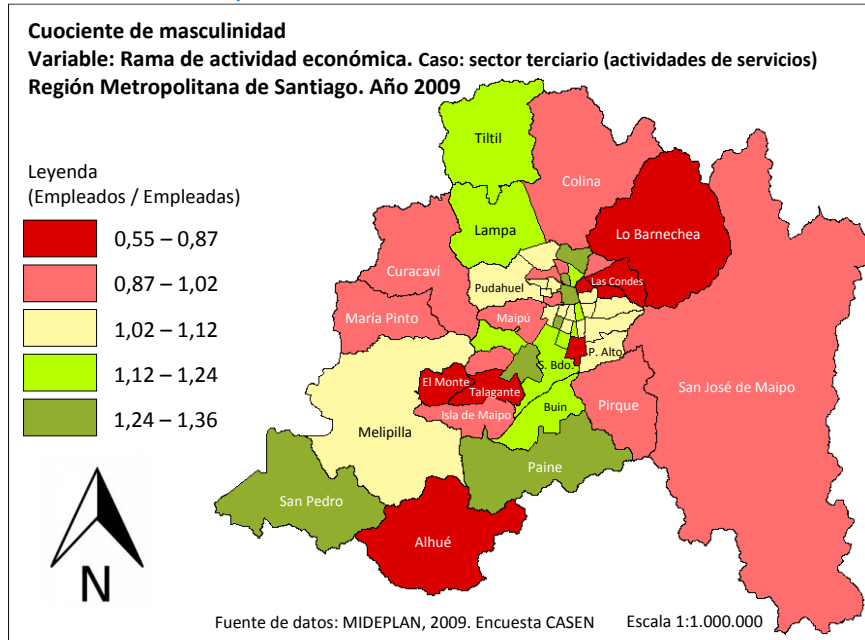 Cuociente de masculinidad
Variable: Rama de actividad económica. Caso: sector terciario (actividades de servicios)
Región Metropolitana de Santiago. Año 2009
Leyenda
(Empleados / Empleadas)
0,55 – 0,87
0,87 – 1,02
1,02 – 1,12
1,12 – 1,24
1,24 – 1,36
Tiltil
Colina
Lo Barnechea
Lampa
Curacaví
Pudahuel
Las Condes
María Pinto
Maipú
P. Alto
S. Bdo.
El Monte
Talagante
San José de Maipo
Isla de Maipo
Buin
Pirque
Melipilla
Paine
San Pedro
Alhué
N
Fuente de datos: MIDEPLAN, 2009. Encuesta CASEN Escala 1:1.000.000